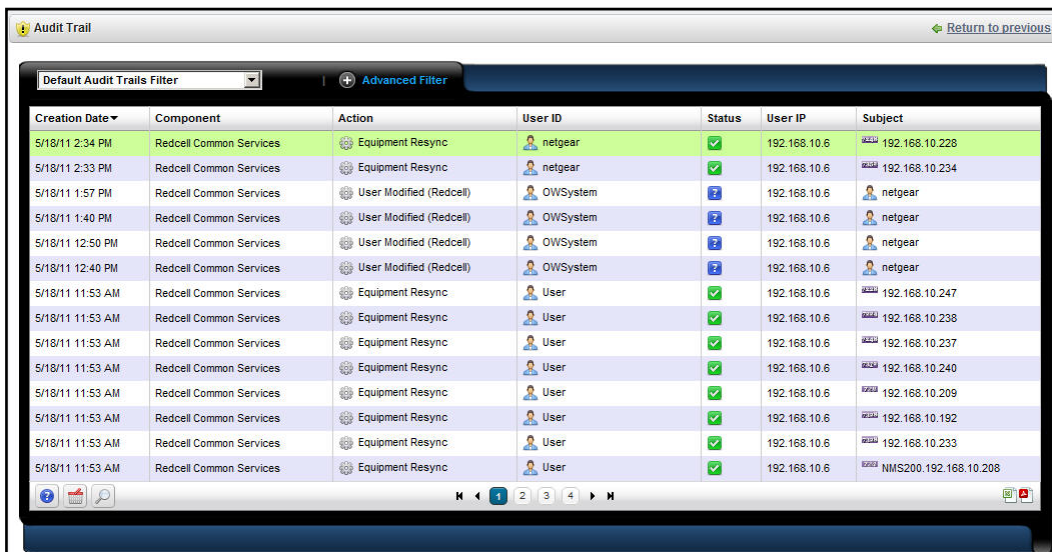 Audit Trail
Return to previous
Default Audit Trails Filter
Advanced Filter
Creation Date Component Action User ID Status User IP Subject
5/18/11 2:34 PM Redcell Common Services Equipment Resync netgear 192.168.10.6 192.168.10.228
5/18/11 2:33 PM Redcell Common Services Equipment Resync netgear 192.168.10.6 192.168.10.234
5/18/11 1:57 PM Redcell Common Services User Modified (Redcell) OWSystem ? 192.168.10.6 netgear
5/18/11 1:40 PM Redcell Common Services User Modified (Redcell) OWSystem ? 192.168.10.6 netgear
5/18/11 12:50 PM Redcell Common Services User Modified (Redcell) OWSystem ? 192.168.10.6 netgear
5/18/11 12:40 PM Redcell Common Services User Modified (Redcell) OWSystem ? 192.168.10.6 netgear
5/18/11 11:53 AM Redcell Common Services Equipment Resync User 192.168.10.6 192.168.10.247
5/18/11 11:53 AM Redcell Common Services Equipment Resync User 192.168.10.6 192.168.10.238
5/18/11 11:53 AM Redcell Common Services Equipment Resync User 192.168.10.6 192.168.10.237
5/18/11 11:53 AM Redcell Common Services Equipment Resync User 192.168.10.6 192.168.10.240
5/18/11 11:53 AM Redcell Common Services Equipment Resync User 192.168.10.6 192.168.10.209
5/18/11 11:53 AM Redcell Common Services Equipment Resync User 192.168.10.6 192.168.10.192
5/18/11 11:53 AM Redcell Common Services Equipment Resync User 192.168.10.6 192.168.10.233
5/18/11 11:53 AM Redcell Common Services Equipment Resync User 192.168.10.6 NMS200.192.168.10.208
? 1 2 3 4